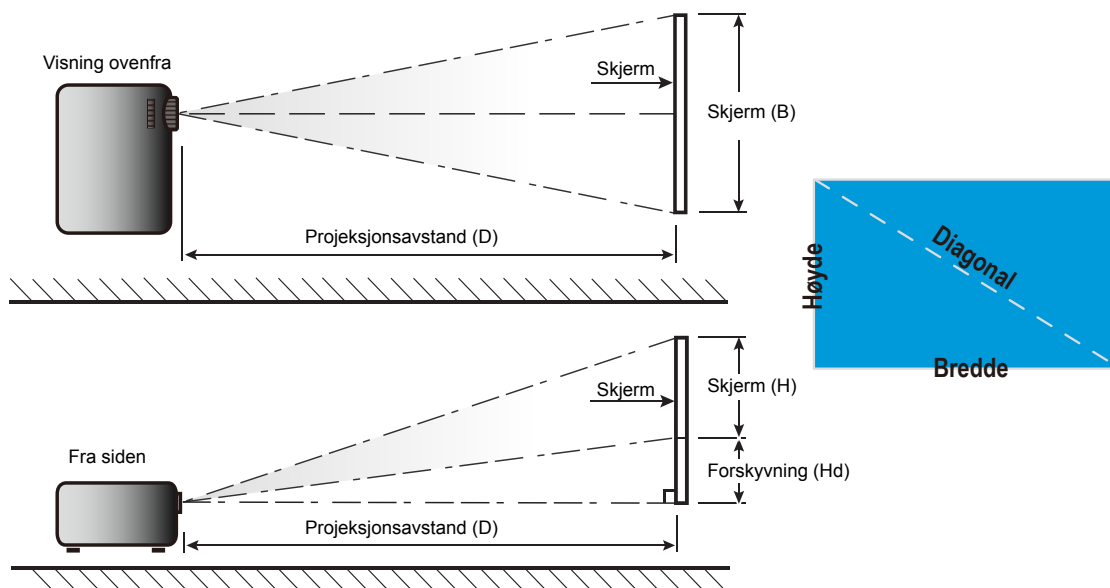 Visning ovenfra
Skjerm
Skjerm (B)
Projeksjonsavstand (D)
Høyde
Diagonal
Bredde
Skjerm
Skjerm (H)
Fra siden
Forskyvning (Hd)
Projeksjonsavstand (D)